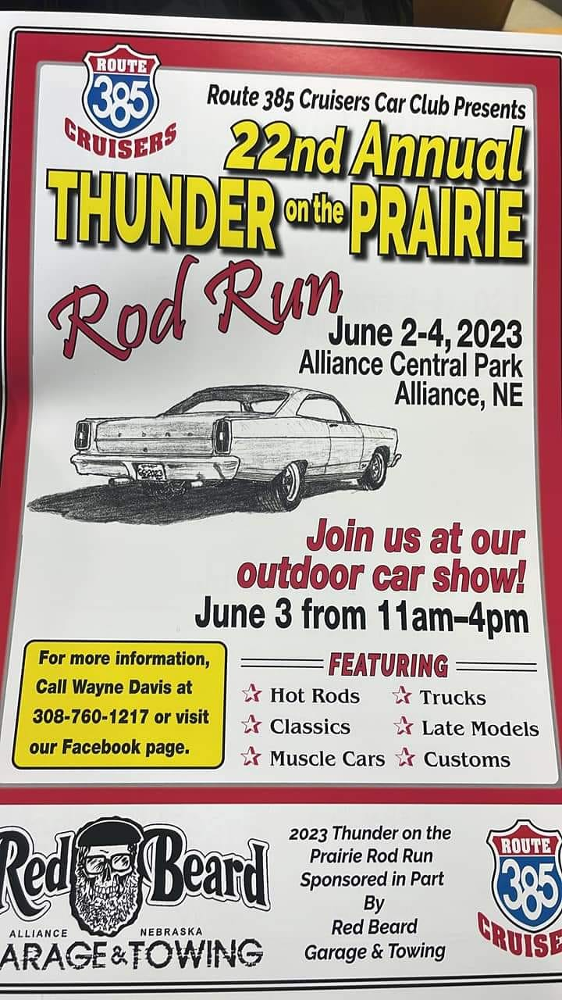 ROUTE
385
CRUISERS
Route 385 Cruisers Car Club Presents
22nd Annual
THUNDER on the PRAIRIE
Rod Run
June 2-4, 2023
Alliance Central Park
Alliance, NE
Join us at our
outdoor car show!
June 3 from 11am–4pm
For more information,
Call Wayne Davis at
308-760-1217 or visit
our Facebook page.
FEATURING
Hot Rods
Trucks
Classics
Late Models
Muscle Cars
Customs
Red Beard
ALLIANCE NEBRASKA
ARAGE & TOWING
2023 Thunder on the
Prairie Rod Run
Sponsored in Part
By
Red Beard
Garage & Towing
ROUTE
385
CRUISE